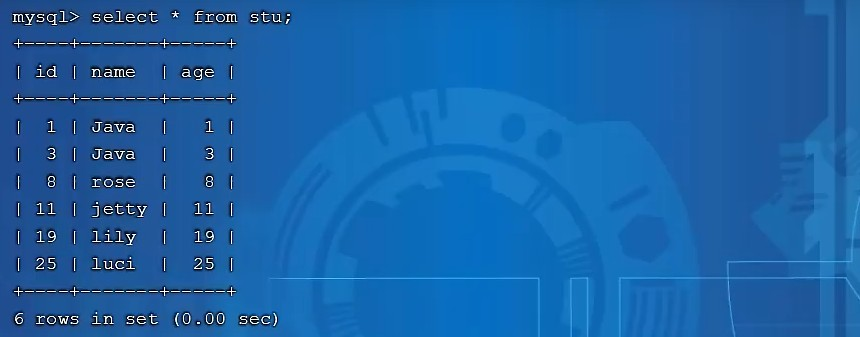 mysql> select * from stu;
+----+-------+-----+
| id | name  | age |
+----+-------+-----+
|  1 | Java  |   1 |
|  3 | Java  |   3 |
|  8 | rose  |   8 |
| 11 | jetty |  11 |
| 19 | lily  |  19 |
| 25 | luci  |  25 |
+----+-------+-----+
6 rows in set (0.00 sec)